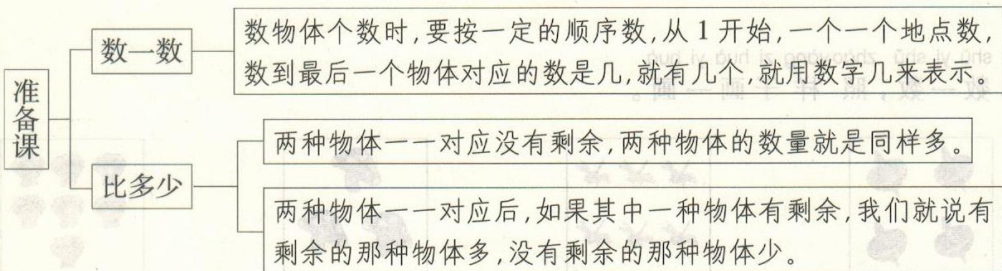 准备课
数一数
数物体个数时,要按一定的顺序数,从1开始,一个一个地点数,
数到最后一个物体对应的数是几,就有几个,就用数字几来表示。
比多少
两种物体一一对应没有剩余,两种物体的数量就是同样多。
两种物体一一对应后,如果其中一种物体有剩余,我们就说有
剩余的那种物体多,没有剩余的那种物体少。